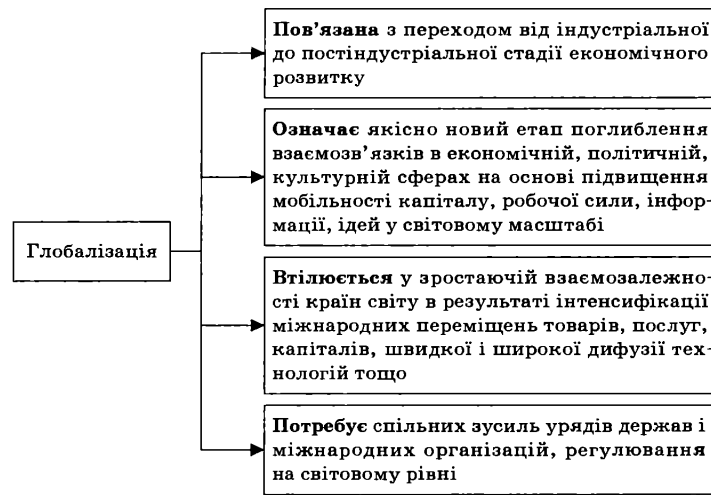 Пов’язана з переходом від індустріальної
до постіндустріальної стадії економічного
розвитку
Означає якісно новий етап поглиблення
взаємозв’язків в економічній, політичній,
культурній сферах на основі підвищення
мобільності капіталу, робочої сили, інфор-
мації, ідей у світовому масштабі
Глобалізація
Втілюється у зростаючій взаємозалежно-
сті країн світу в результаті інтенсифікації
міжнародних переміщень товарів, послуг,
капіталів, швидкої і широкої дифузії тех-
нологій тощо
Потребує спільних зусиль урядів держав і
міжнародних організацій, регулювання
на світовому рівні